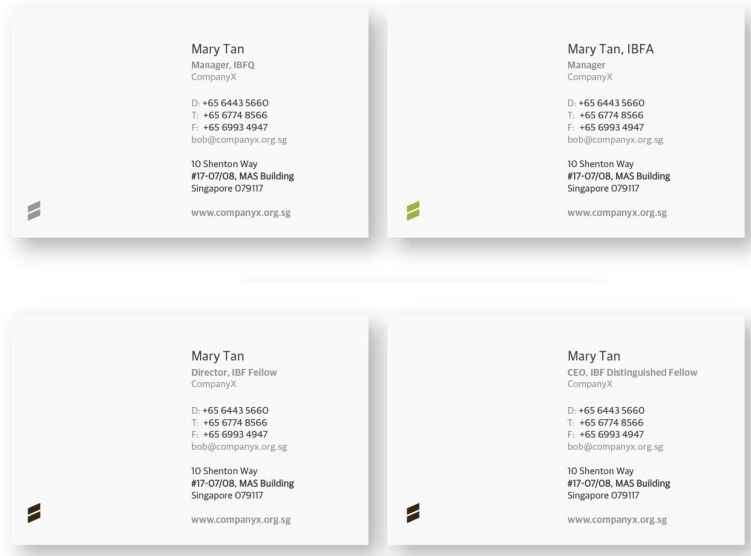 Mary Tan
Manager, IBFQ
CompanyX
D: +65 6443 5660
T: +65 6774 8566
F: +65 6993 4947
bob@companyx.org.sg
10 Shenton Way
#17-07/08, MAS Building
Singapore 079117
www.companyx.org.sg
Mary Tan, IBFA
Manager
CompanyX
D: +65 6443 5660
T: +65 6774 8566
F: +65 6993 4947
bob@companyx.org.sg
10 Shenton Way
#17-07/08, MAS Building
Singapore 079117
www.companyx.org.sg
Mary Tan
Director, IBF Fellow
CompanyX
D: +65 6443 5660
T: +65 6774 8566
F: +65 6993 4947
bob@companyx.org.sg
10 Shenton Way
#17-07/08, MAS Building
Singapore 079117
www.companyx.org.sg
Mary Tan
CEO, IBF Distinguished Fellow
CompanyX
D: +65 6443 5660
T: +65 6774 8566
F: +65 6993 4947
bob@companyx.org.sg
10 Shenton Way
#17-07/08, MAS Building
Singapore 079117
www.companyx.org.sg